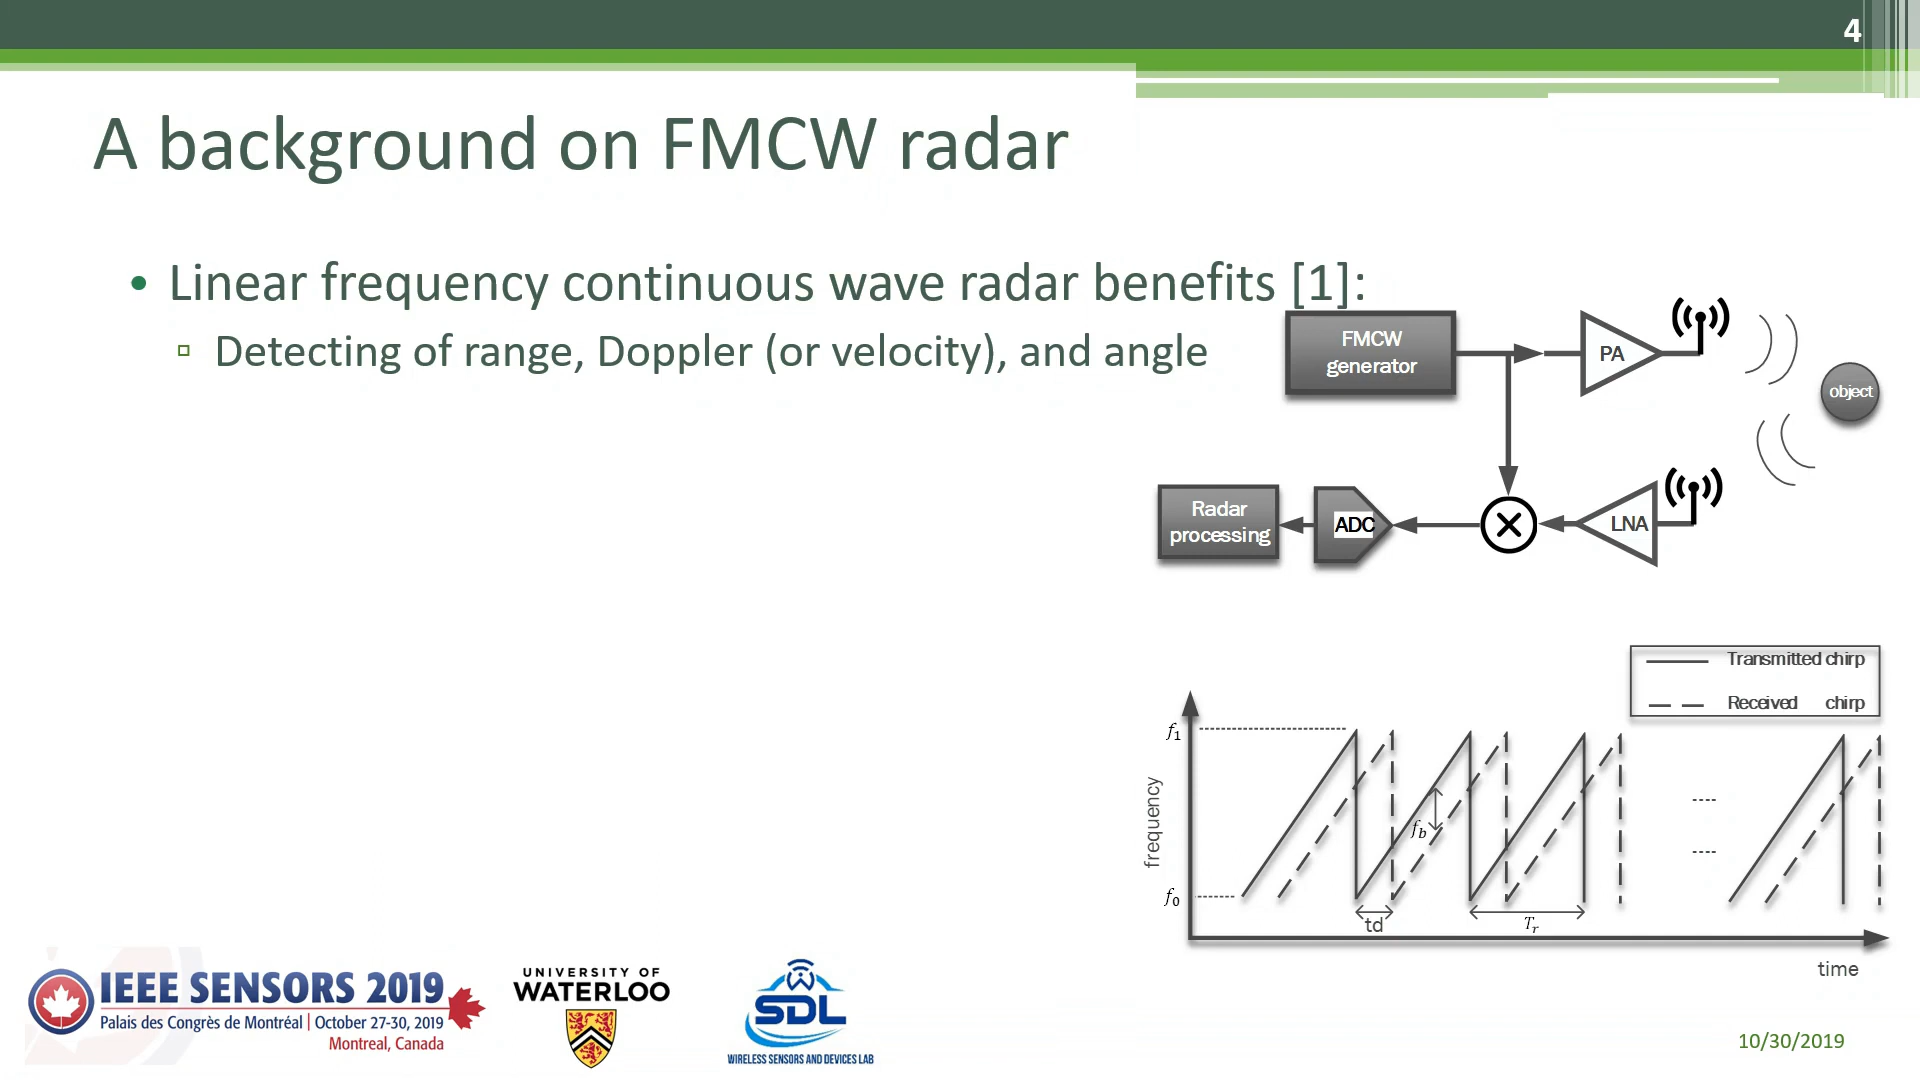 4
A background on FMCW radar
• Linear frequency continuous wave radar benefits [1]:
▫ Detecting of range, Doppler (or velocity), and angle
FMCW
generator
PA
object
Radar
processing
ADC
LNA
Transmitted chirp
Received chirp
f₁
frequency
f_b
f₀
td
Tᵣ
time
IEEE SENSORS 2019
Palais des Congrès de Montréal | October 27-30, 2019
Montreal, Canada
UNIVERSITY OF
WATERLOO
SDL
WIRELESS SENSORS AND DEVICES LAB
10/30/2019